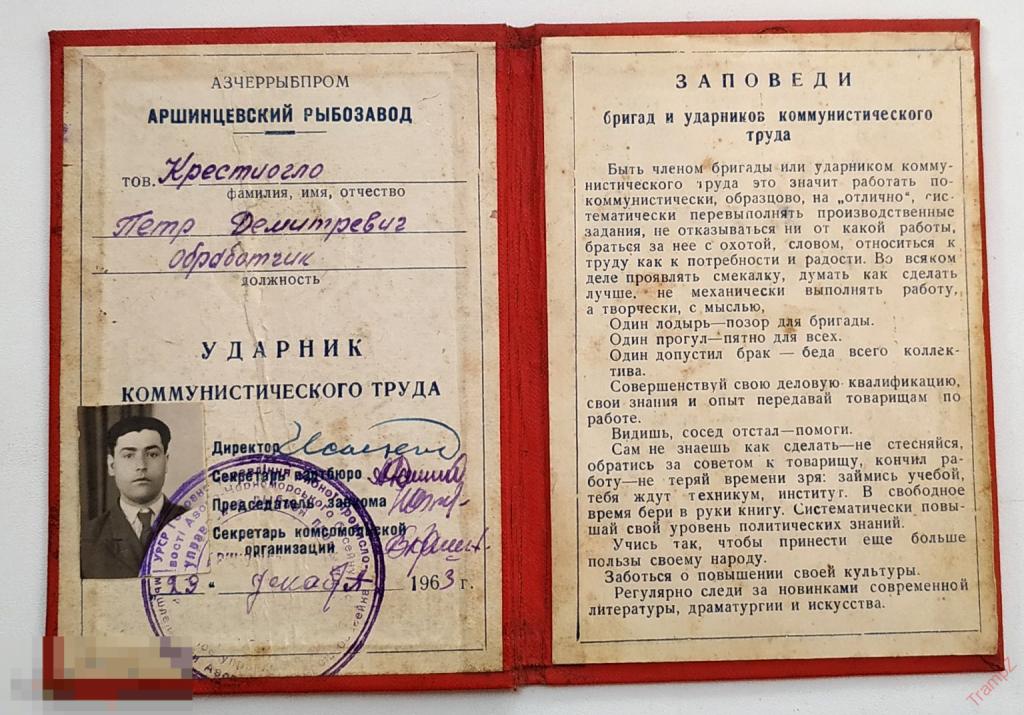 АЗЧЕРРЫБПРОМ
АРШИНЦЕВСКИЙ РЫБОЗАВОД
тов. Крестиогло
фамилия, имя, отчество
Петр Демитревич
Обработчик
должность
УДАРНИК
КОММУНИСТИЧЕСКОГО ТРУДА
Директор
Секретарь партбюро
Председатель завкома
Секретарь комсомольской
организаций
„23“ декабря 1963 г.
ЗАПОВЕДИ
бригад и ударников коммунистического
труда
Быть членом бригады или ударником комму-
нистического труда это значит работать по-
коммунистически, образцово, на „отлично“, сис-
тематически перевыполнять производственные
задания, не отказываться ни от какой работы,
браться за нее с охотой, словом, относиться к
труду как к потребности и радости. Во всяком
деле проявлять смекалку, думать как сделать
лучше, не механически выполнять работу,
а творчески, с мыслью,
Один лодырь—позор для бригады.
Один прогул—пятно для всех.
Один допустил брак — беда всего коллек-
тива.
Совершенствуй свою деловую квалификацию,
свои знания и опыт передавай товарищам по
работе.
Видишь, сосед отстал—помоги.
Сам не знаешь как сделать—не стесняйся,
обратись за советом к товарищу, кончил ра-
боту—не теряй времени зря: займись учебой,
тебя ждут техникум, институт. В свободное
время бери в руки книгу. Систематически повы-
шай свой уровень политических знаний.
Учись так, чтобы принести еще больше
пользы своему народу.
Заботься о повышении своей культуры.
Регулярно следи за новинками современной
литературы, драматургии и искусства.
TrampZ